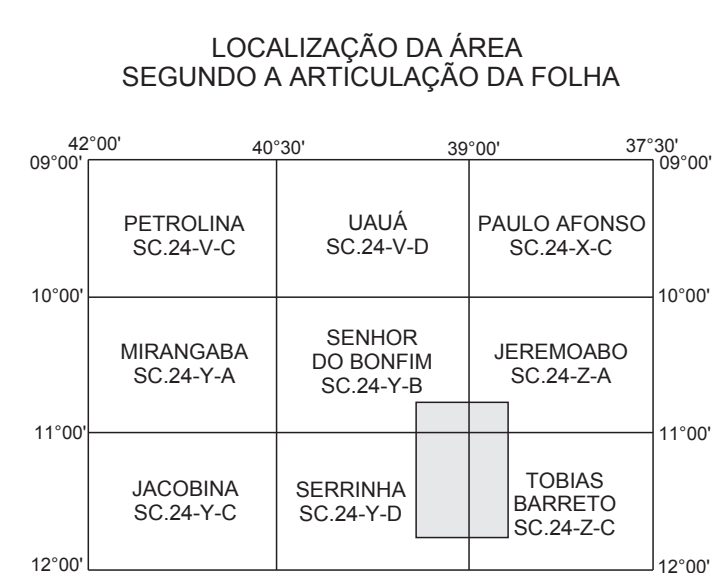 LOCALIZAÇÃO DA ÁREA
SEGUNDO A ARTICULAÇÃO DA FOLHA
42°00'
40°30'
39°00'
37°30'
09°00'
09°00'
PETROLINA
SC.24-V-C
UAUÁ
SC.24-V-D
PAULO AFONSO
SC.24-X-C
10°00'
10°00'
MIRANGABA
SC.24-Y-A
SENHOR
DO BONFIM
SC.24-Y-B
JEREMOABO
SC.24-Z-A
11°00'
11°00'
JACOBINA
SC.24-Y-C
SERRINHA
SC.24-Y-D
TOBIAS
BARRETO
SC.24-Z-C
12°00'
12°00'